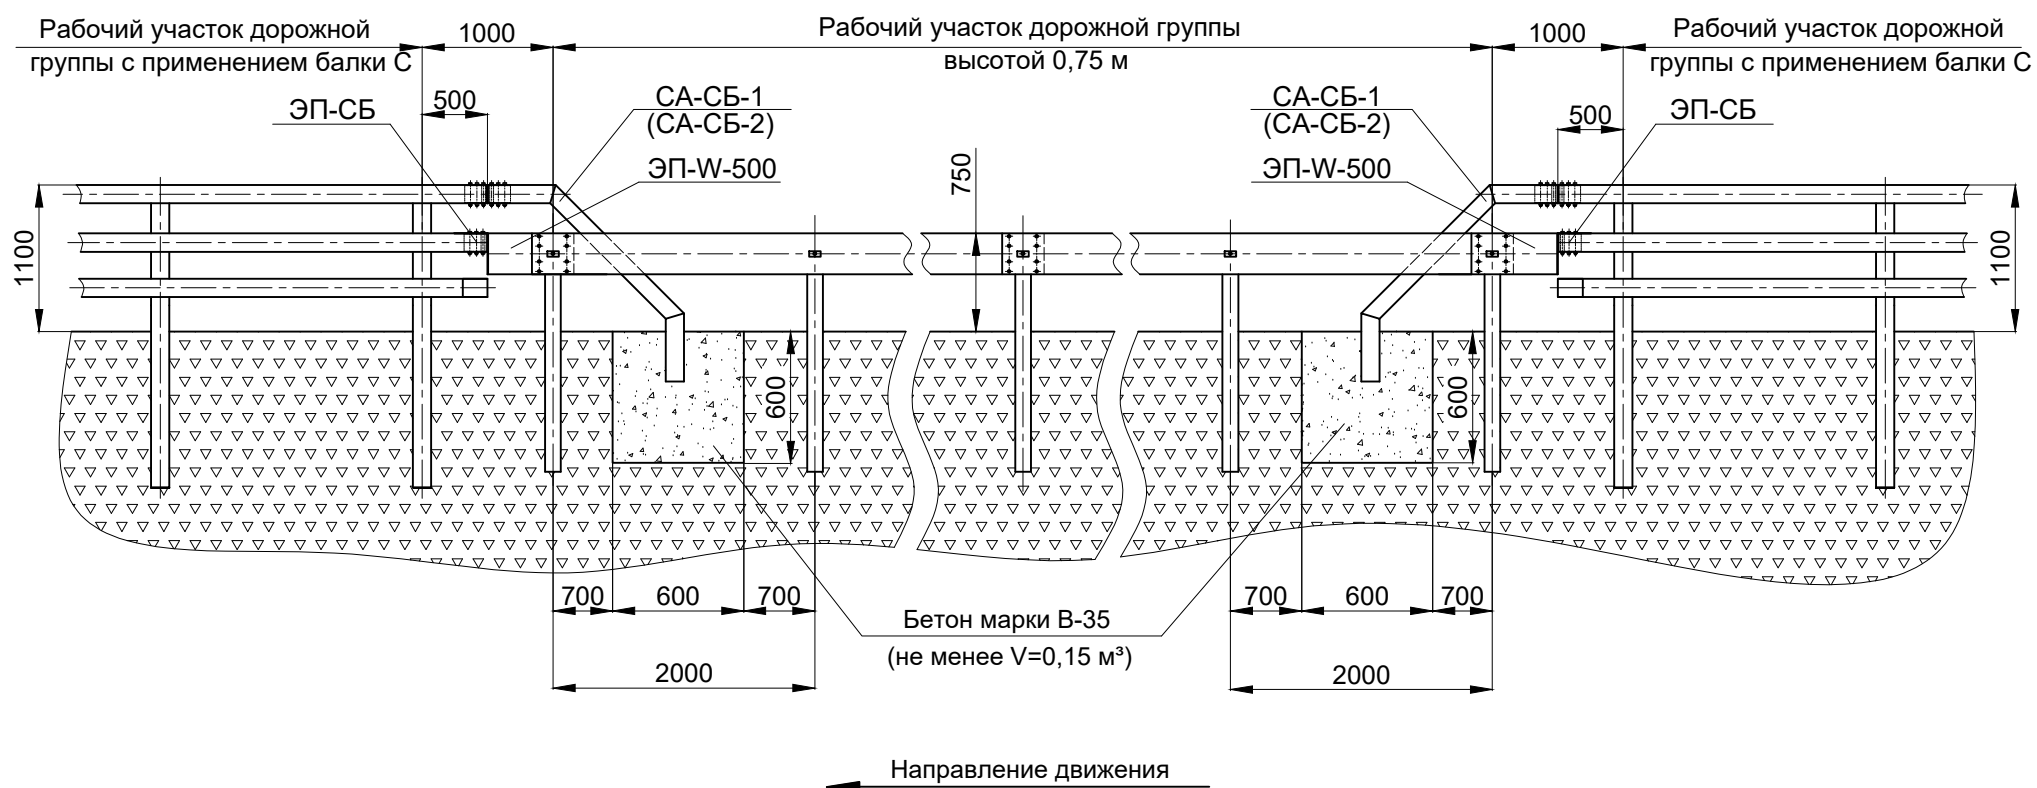 Рабочий участок дорожной
группы с применением балки С
1000
Рабочий участок дорожной группы
высотой 0,75 м
1000
Рабочий участок дорожной
группы с применением балки С
ЭП-СБ
500
СА-СБ-1
(СА-СБ-2)
ЭП-W-500
750
СА-СБ-1
(СА-СБ-2)
ЭП-W-500
500
ЭП-СБ
1100
1100
600
600
700
600
700
700
600
700
Бетон марки В-35
(не менее V=0,15 м³)
2000
2000
Направление движения